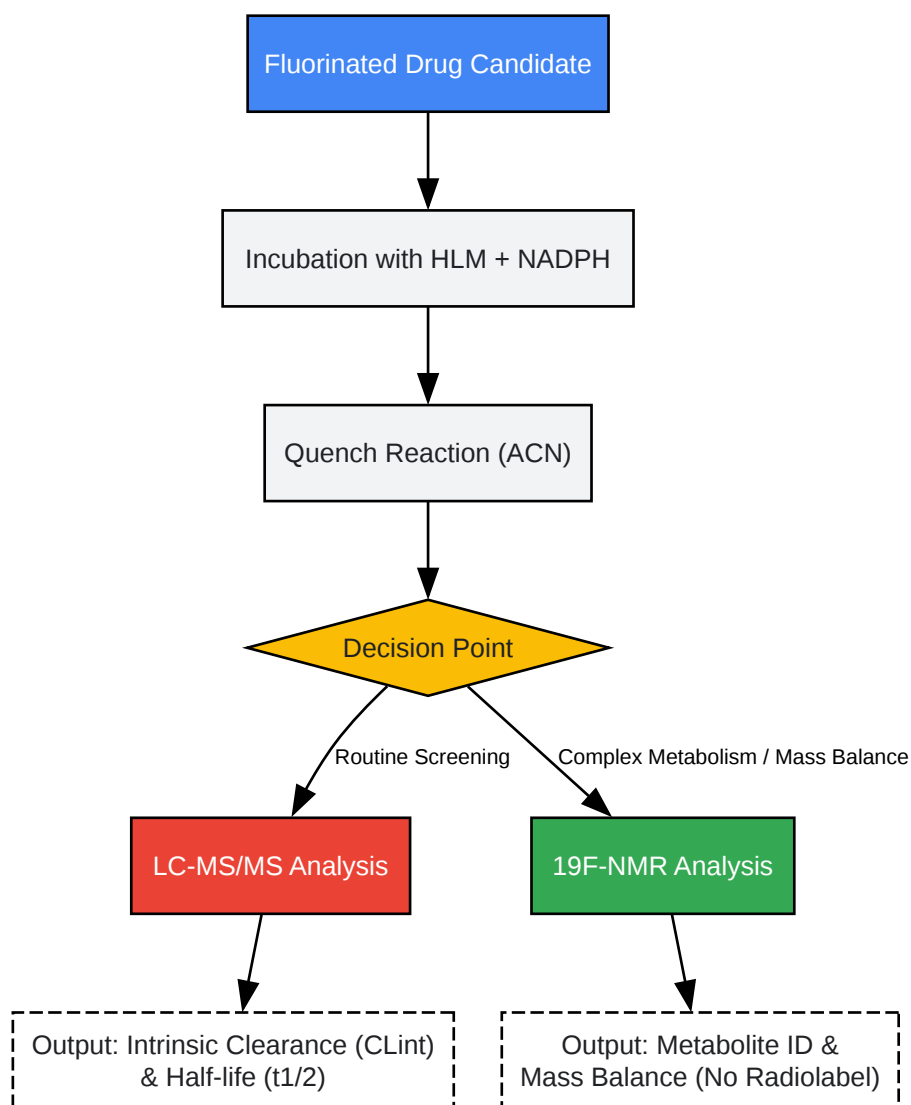 Fluorinated Drug Candidate
Incubation with HLM + NADPH
Quench Reaction (ACN)
Decision Point
Routine Screening
Complex Metabolism / Mass Balance
LC-MS/MS Analysis
19F-NMR Analysis
Output: Intrinsic Clearance (CLint)
& Half-life (t1/2)
Output: Metabolite ID &
Mass Balance (No Radiolabel)